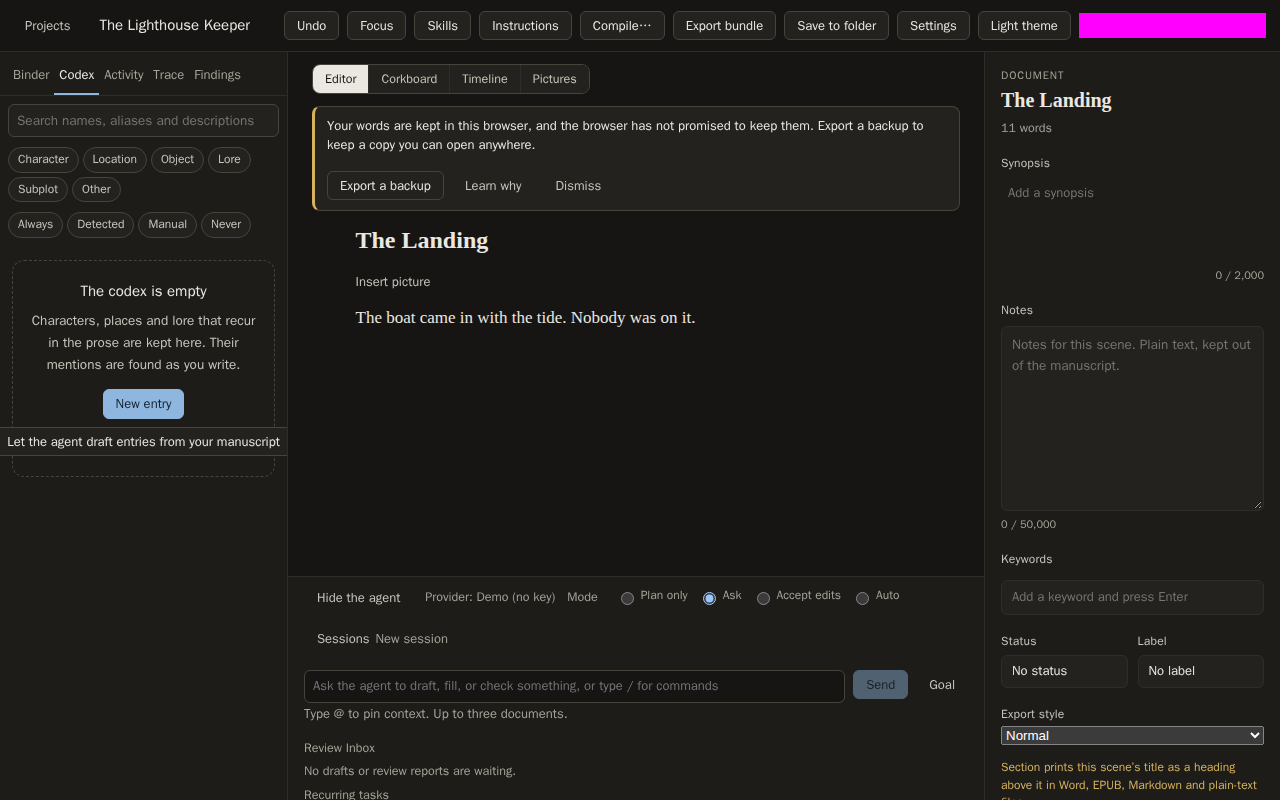 Projects
The Lighthouse Keeper
Undo
Focus
Skills
Instructions
Compile···
Export bundle
Save to folder
Settings
Light theme
Binder
Codex
Activity
Trace
Findings
Search names, aliases and descriptions
Character
Location
Object
Lore
Subplot
Other
Always
Detected
Manual
Never
The codex is empty
Characters, places and lore that recur
in the prose are kept here. Their
mentions are found as you write.
New entry
Let the agent draft entries from your manuscript
Editor
Corkboard
Timeline
Pictures
Your words are kept in this browser, and the browser has not promised to keep them. Export a backup to
keep a copy you can open anywhere.
Export a backup
Learn why
Dismiss
The Landing
Insert picture
The boat came in with the tide. Nobody was on it.
Hide the agent
Provider: Demo (no key)
Mode
Plan only
Ask
Accept edits
Auto
Sessions
New session
Ask the agent to draft, fill, or check something, or type / for commands
Send
Goal
Type @ to pin context. Up to three documents.
Review Inbox
No drafts or review reports are waiting.
Recurring tasks
DOCUMENT
The Landing
11 words
Synopsis
Add a synopsis
0 / 2,000
Notes
Notes for this scene. Plain text, kept out
of the manuscript.
0 / 50,000
Keywords
Add a keyword and press Enter
Status
Label
No status
No label
Export style
Normal
Section prints this scene's title as a heading
above it in Word, EPUB, Markdown and plain-text